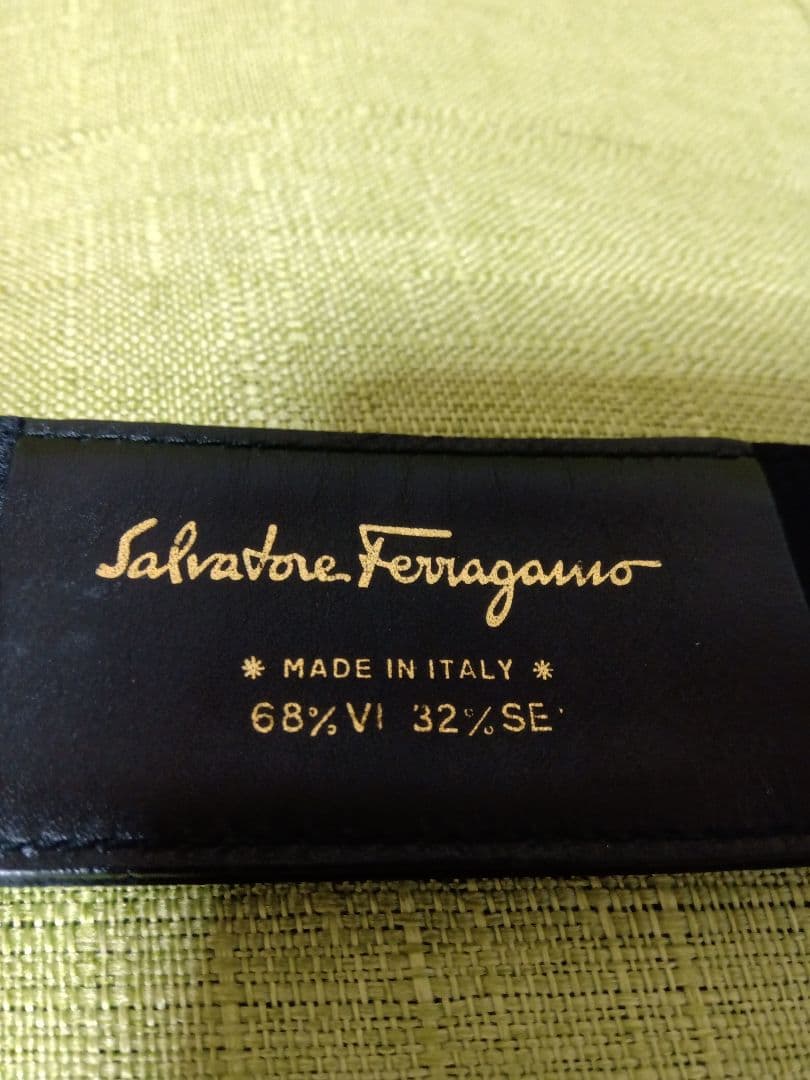 Salvatore Ferragamo
* MADE IN ITALY *
68% VI 32% SE